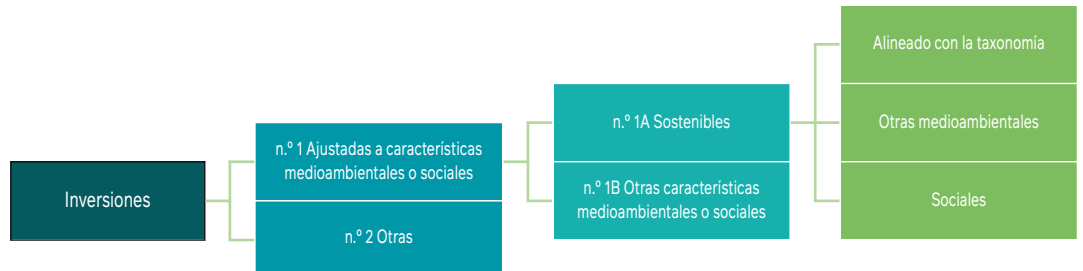 Inversiones
n.º 1 Ajustadas a características
medioambientales o sociales
n.º 2 Otras
n.º 1A Sostenibles
n.º 1B Otras características
medioambientales o sociales
Alineado con la taxonomía
Otras medioambientales
Sociales